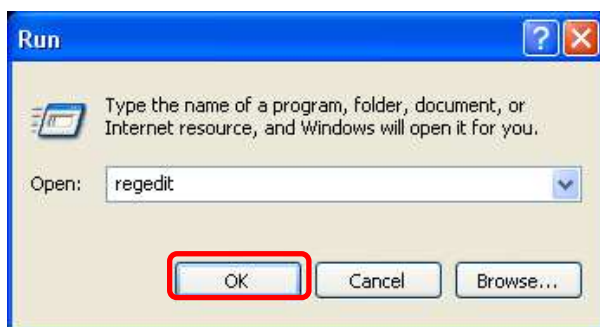 Run
Type the name of a program, folder, document, or
Internet resource, and Windows will open it for you.
Open: regedit
OK Cancel Browse...